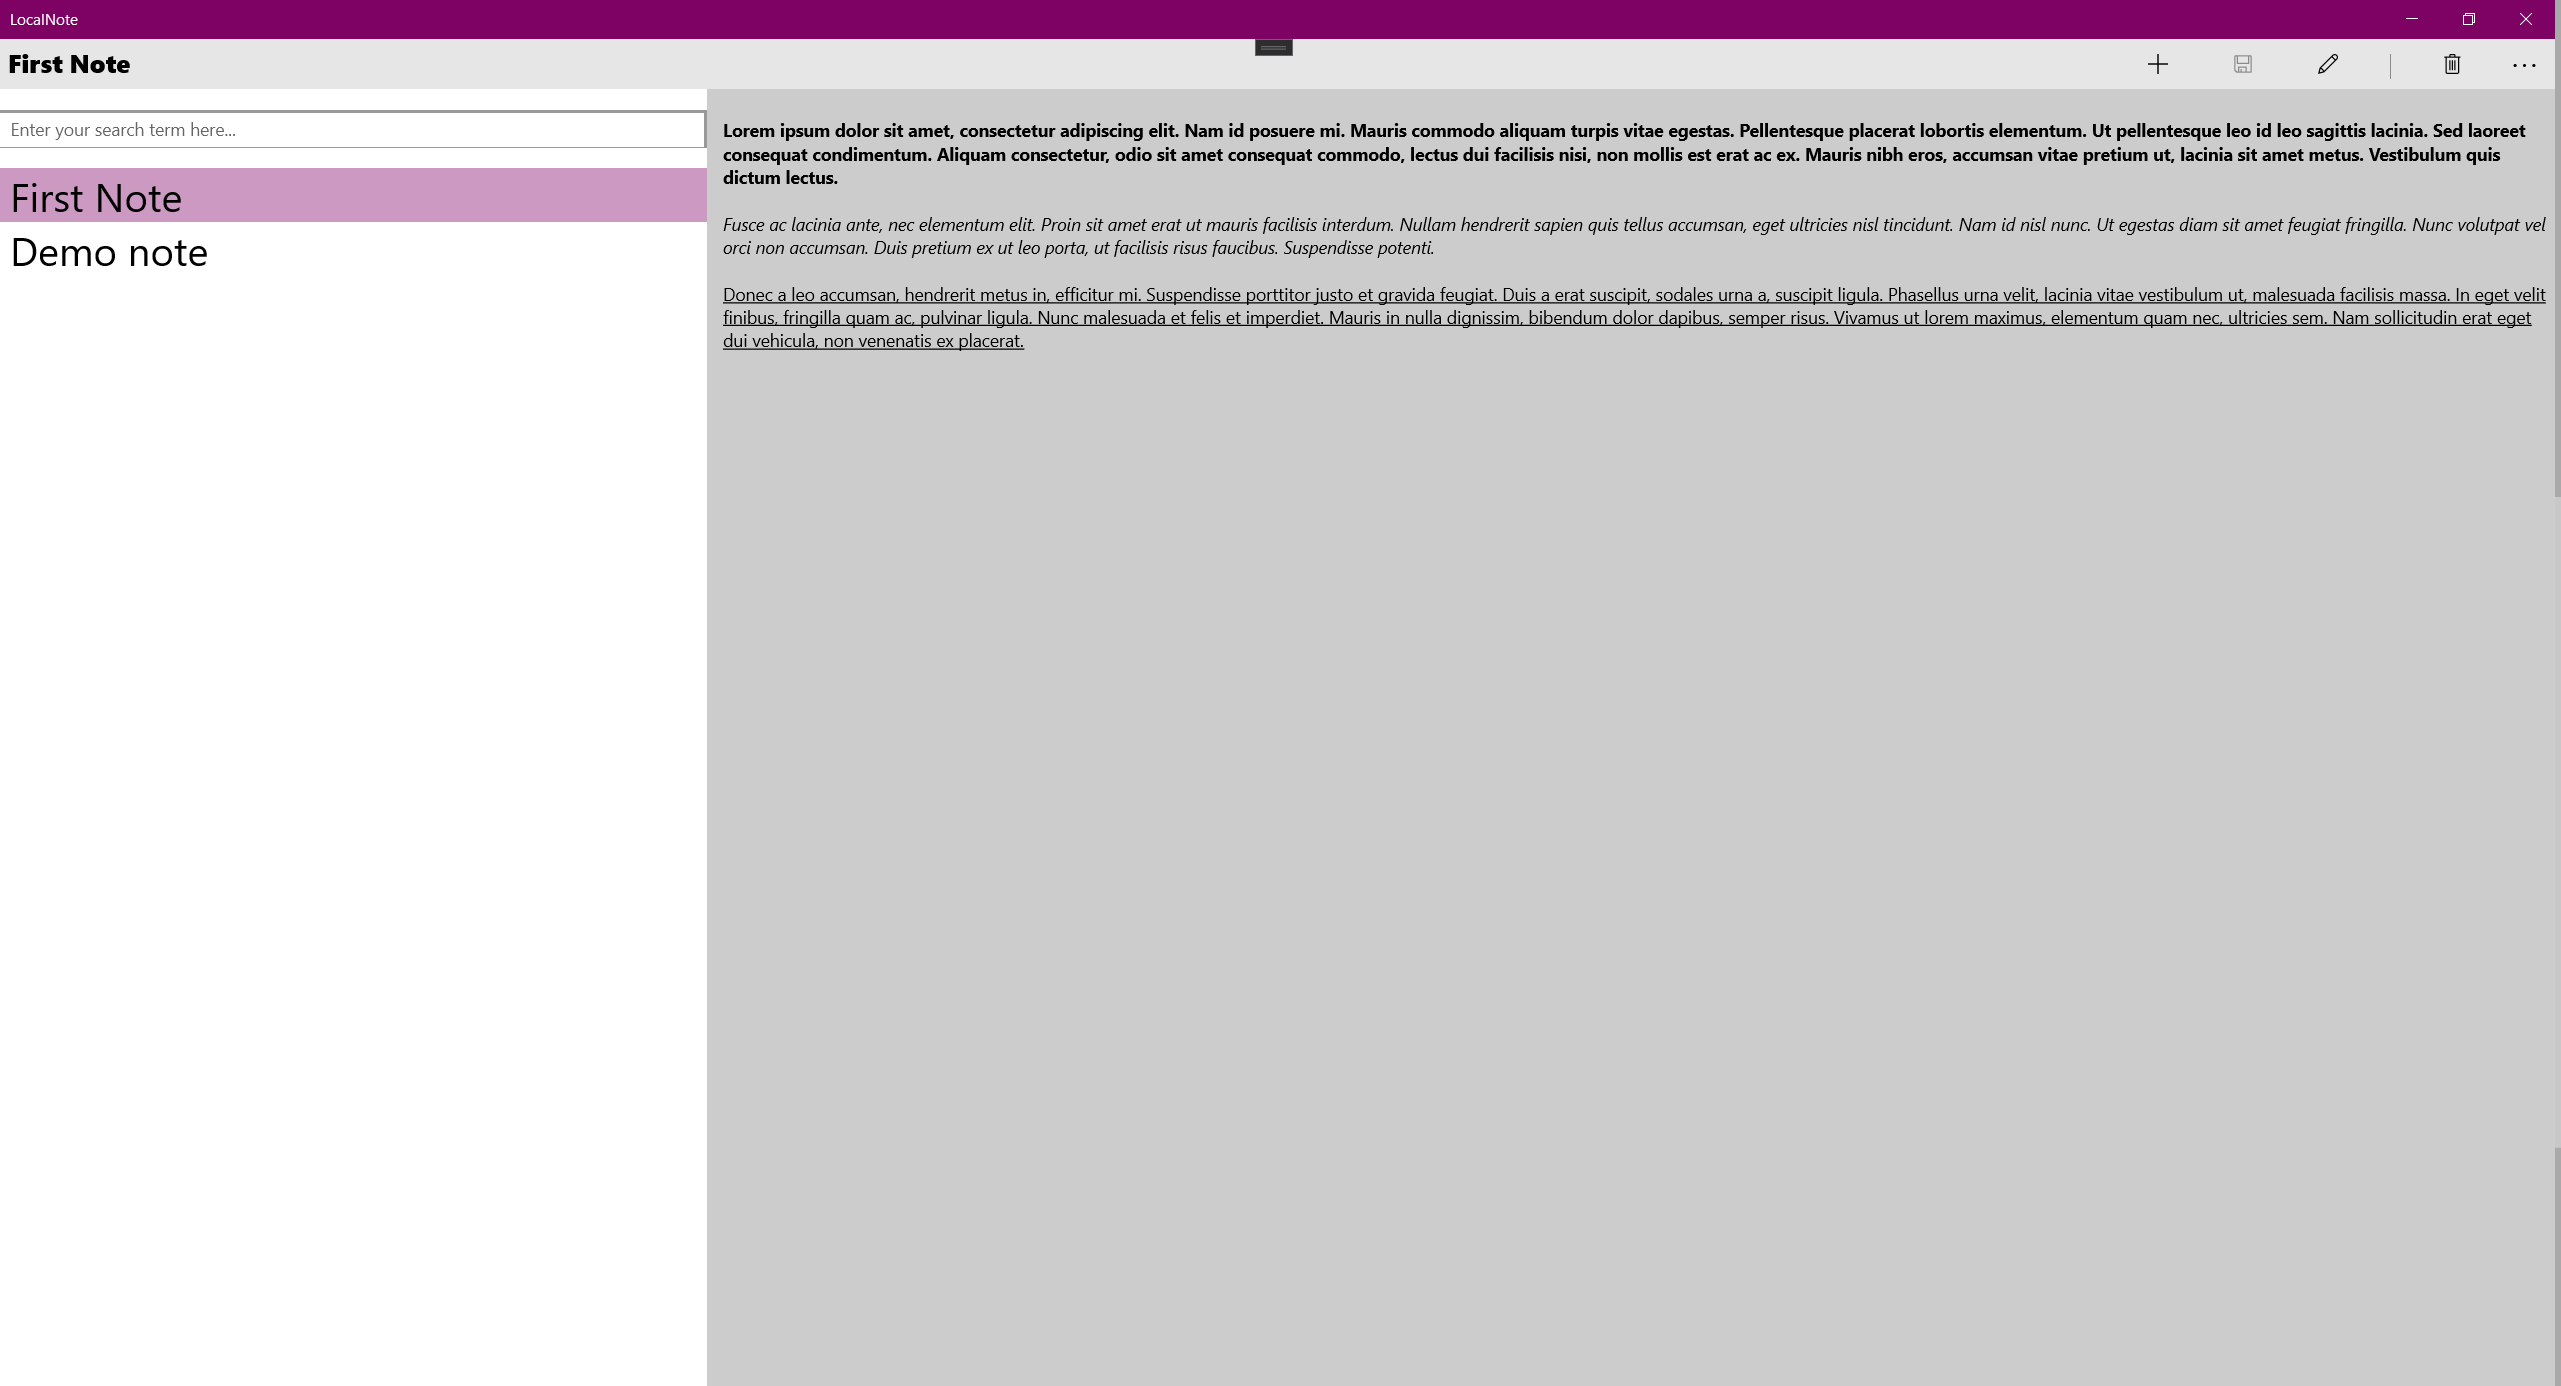 LocalNote
First Note
Enter your search term here...
First Note
Demo note
Lorem ipsum dolor sit amet, consectetur adipiscing elit. Nam id posuere mi. Mauris commodo aliquam turpis vitae egestas. Pellentesque placerat lobortis elementum. Ut pellentesque leo id leo sagittis lacinia. Sed laoreet
consequat condimentum. Aliquam consectetur, odio sit amet consequat commodo, lectus dui facilisis nisi, non mollis est erat ac ex. Mauris nibh eros, accumsan vitae pretium ut, lacinia sit amet metus. Vestibulum quis
dictum lectus.
Fusce ac lacinia ante, nec elementum elit. Proin sit amet erat ut mauris facilisis interdum. Nullam hendrerit sapien quis tellus accumsan, eget ultricies nisl tincidunt. Nam id nisl nunc. Ut egestas diam sit amet feugiat fringilla. Nunc volutpat vel
orci non accumsan. Duis pretium ex ut leo porta, ut facilisis risus faucibus. Suspendisse potenti.
Donec a leo accumsan, hendrerit metus in, efficitur mi. Suspendisse porttitor justo et gravida feugiat. Duis a erat suscipit, sodales urna a, suscipit ligula. Phasellus urna velit, lacinia vitae vestibulum ut, malesuada facilisis massa. In eget velit
finibus, fringilla quam ac, pulvinar ligula. Nunc malesuada et felis et imperdiet. Mauris in nulla dignissim, bibendum dolor dapibus, semper risus. Vivamus ut lorem maximus, elementum quam nec, ultricies sem. Nam sollicitudin erat eget
dui vehicula, non venenatis ex placerat.